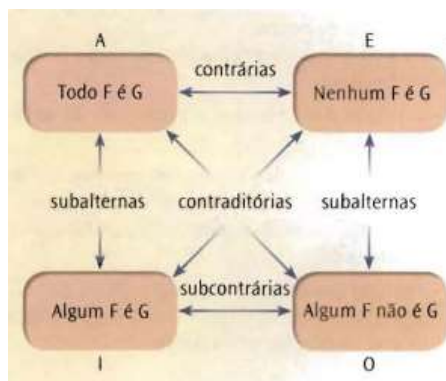 A
E
contrárias
Todo F é G
Nenhum F é G
subalternas
contraditórias
subalternas
subcontrárias
Algum F é G
Algum F não é G
I
O